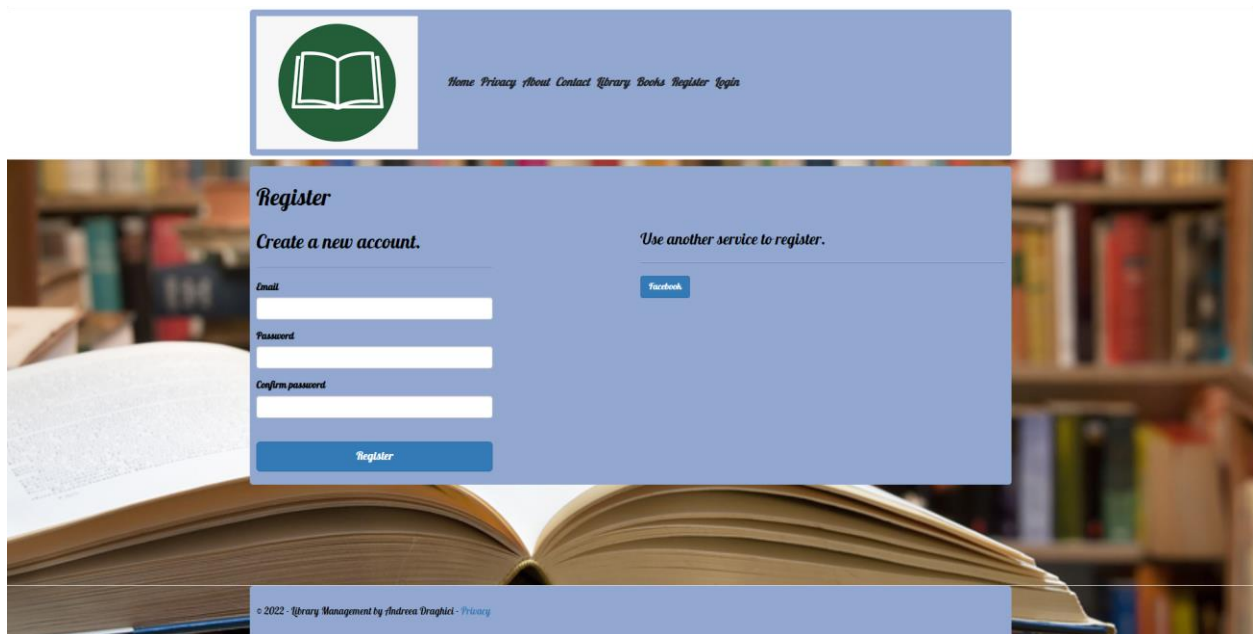 Home Privacy About Contact Library Books Register Login
Register
Create a new account.
Email
Password
Confirm password
Register
Use another service to register.
Facebook
© 2022 - Library Management by Andreea Draghici - Privacy